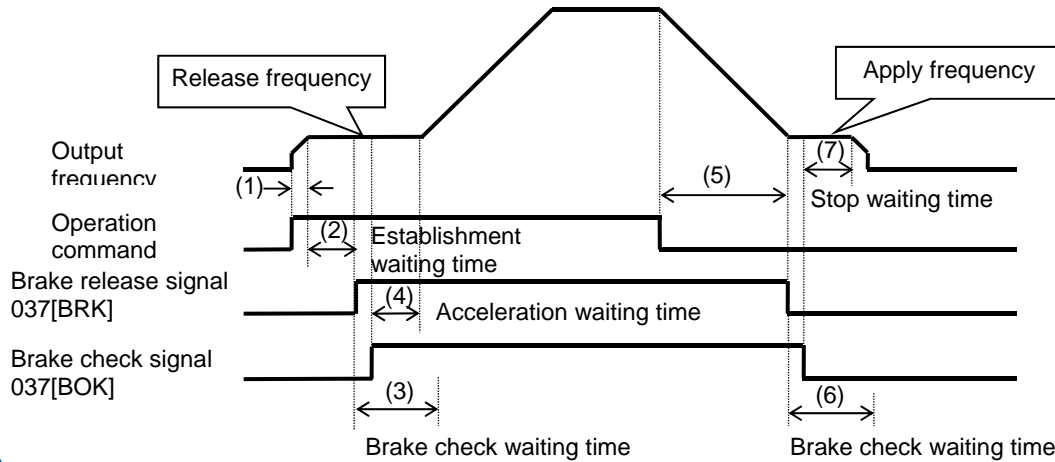 Release frequency
Apply frequency
Output
frequency
(1)
(5)
(7)
Stop waiting time
Operation
command
(2)
Establishment
waiting time
Brake release signal
037[BRK]
(4)
Acceleration waiting time
Brake check signal
037[BOK]
(3)
(6)
Brake check waiting time
Brake check waiting time